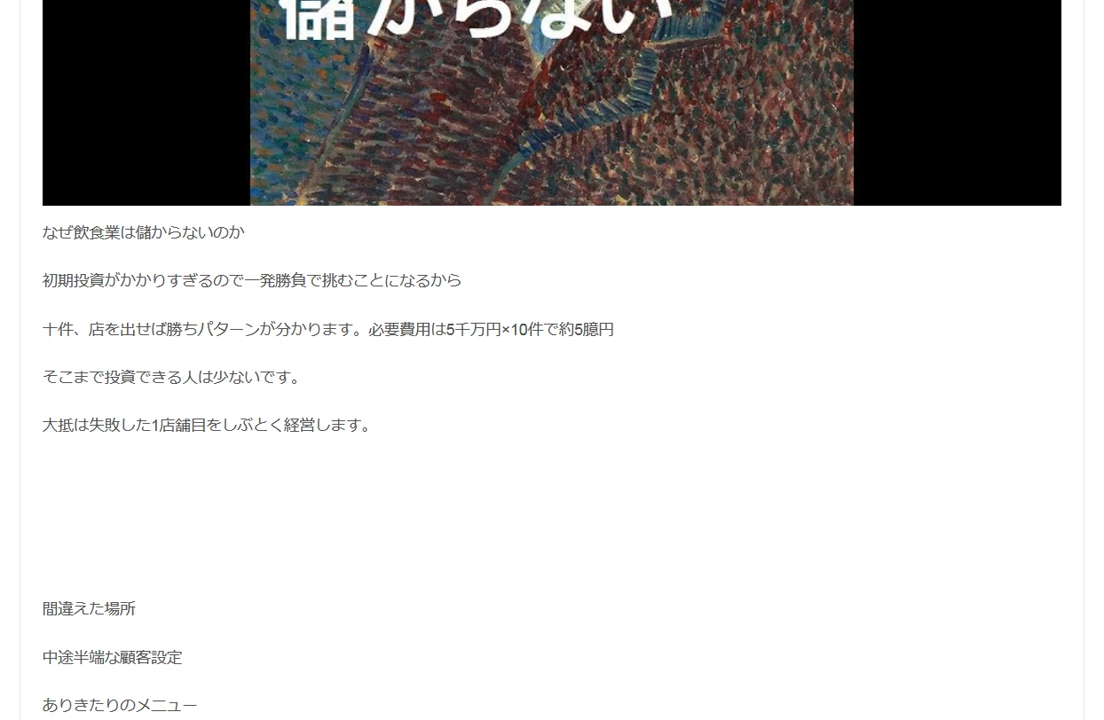 儲からない
なぜ飲食業は儲からないのか
初期投資がかかりすぎるので一発勝負で挑むことになるから
十件、店を出せば勝ちパターンが分かります。必要費用は5千万円×10件で約5臆円
そこまで投資できる人は少ないです。
大抵は失敗した1店舗目をしぶとく経営します。
間違えた場所
中途半端な顧客設定
ありきたりのメニュー